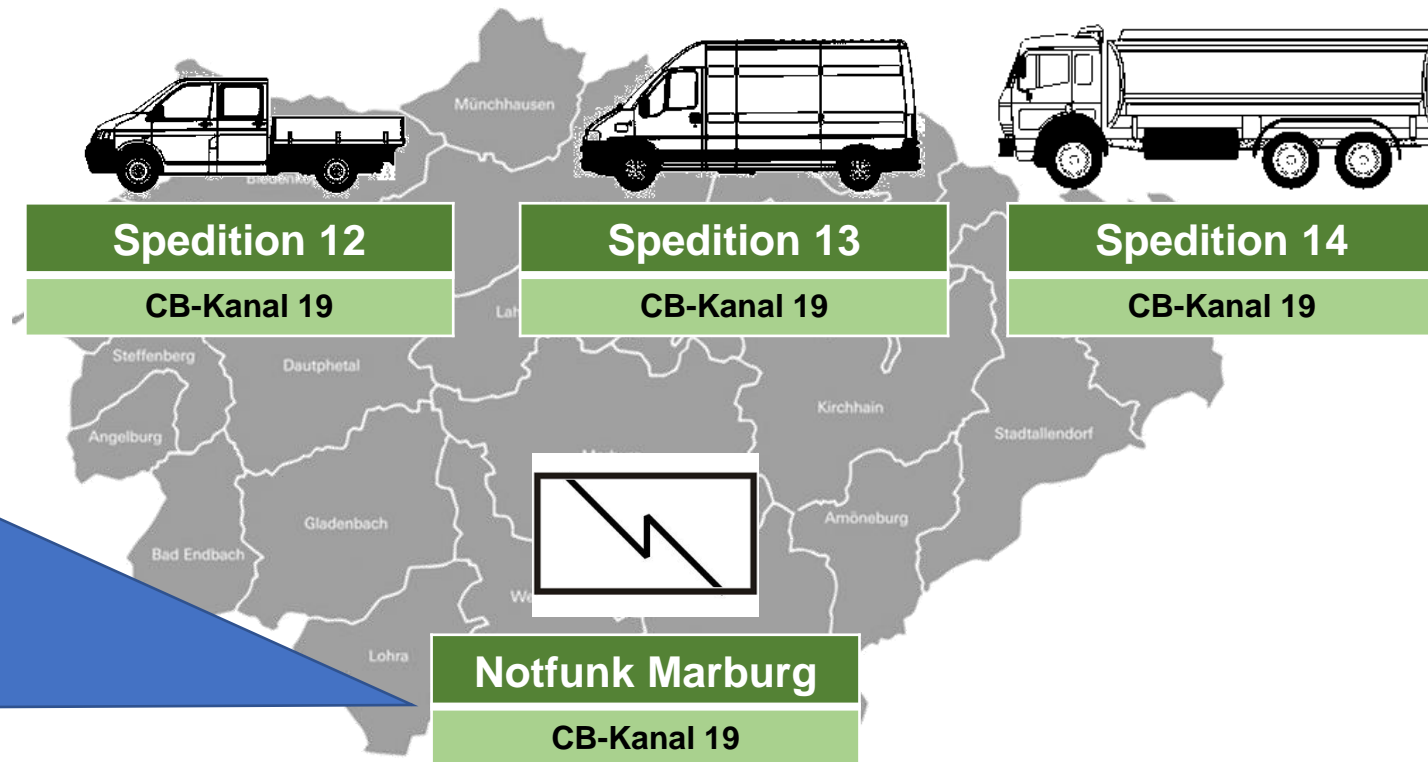 Münchhausen
Spedition 12
Spedition 13
Spedition 14
CB-Kanal 19
CB-Kanal 19
CB-Kanal 19
Steffenberg
Dautphetal
Kirchhain
Angelburg
Stadtallendorf
Gladenbach
Amöneburg
Bad Endbach
Lohra
Notfunk Marburg
CB-Kanal 19